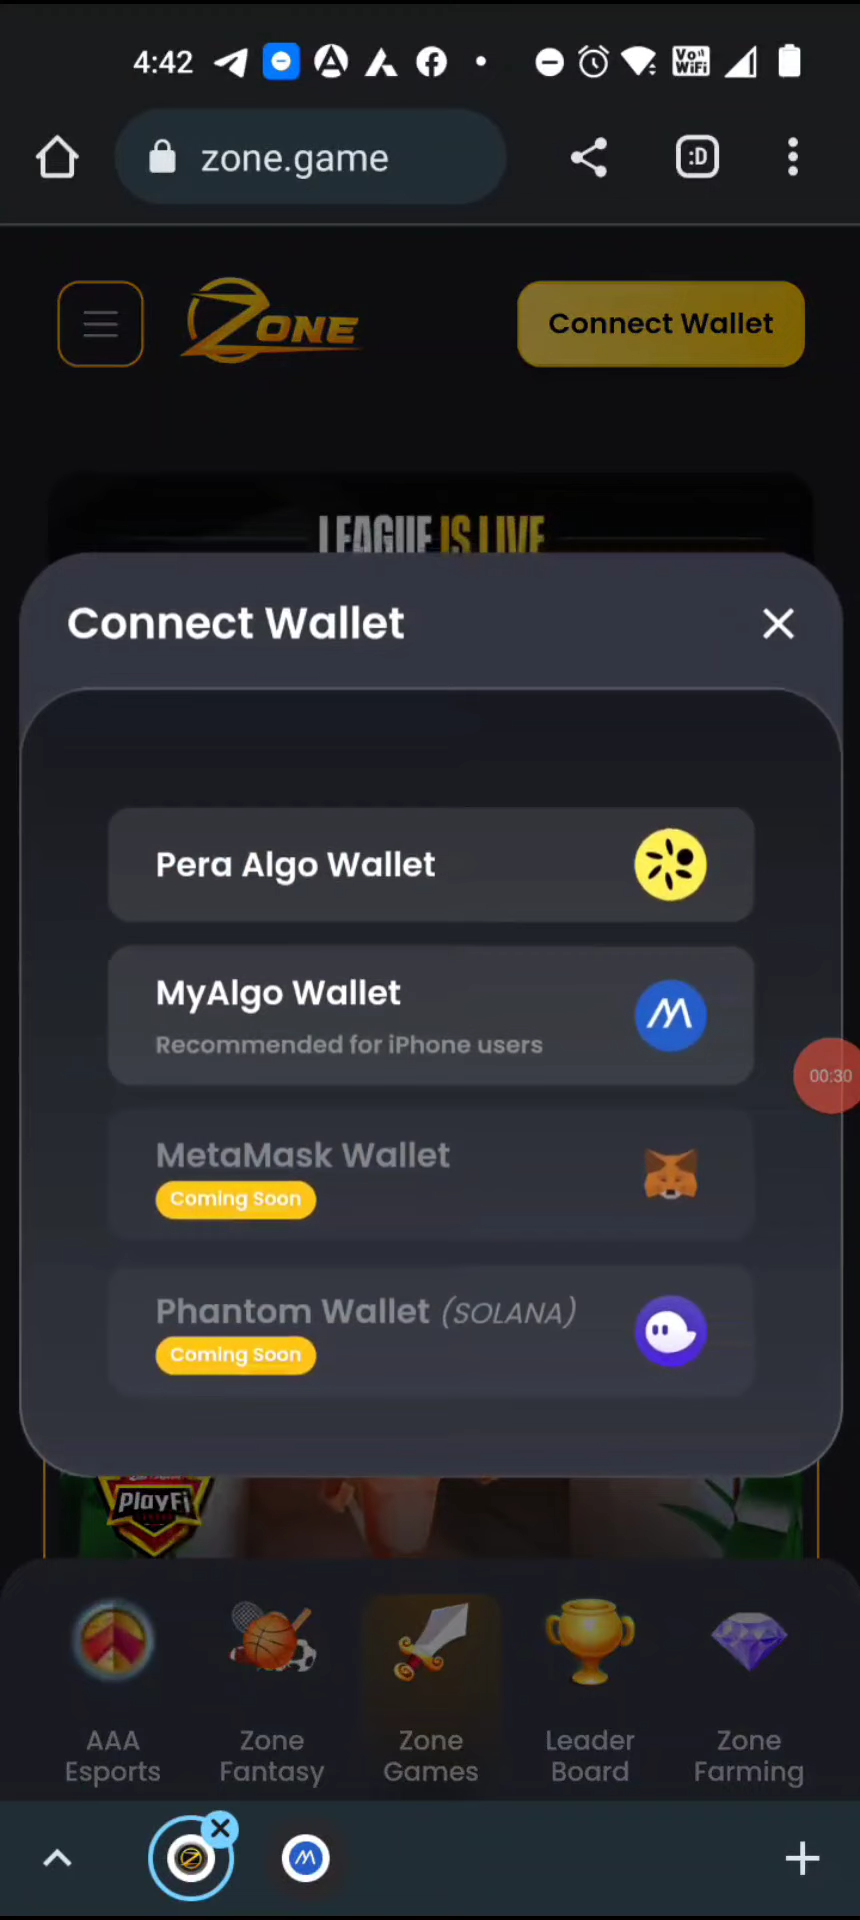 4:42
Vo))
WiFi
zone.game
:D
ZONE
Connect Wallet
LEAGUE IS LIVE
Connect Wallet
Pera Algo Wallet
MyAlgo Wallet
Recommended for iPhone users
00:30
MetaMask Wallet
Coming Soon
Phantom Wallet (SOLANA)
Coming Soon
PlayFi
AAA
Esports
Zone
Fantasy
Zone
Games
Leader
Board
Zone
Farming